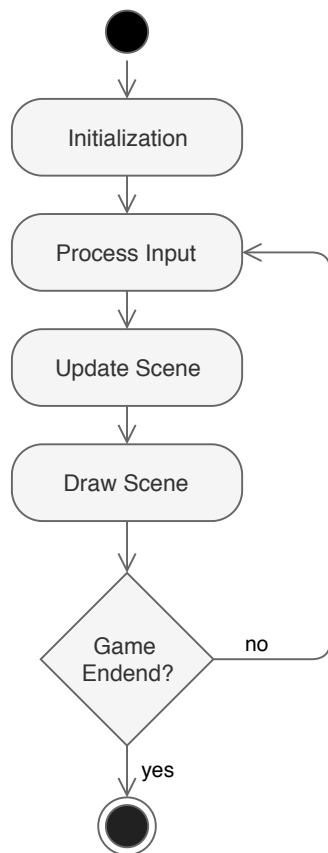 Initialization
Process Input
Update Scene
Draw Scene
Game
Endend?
no
yes